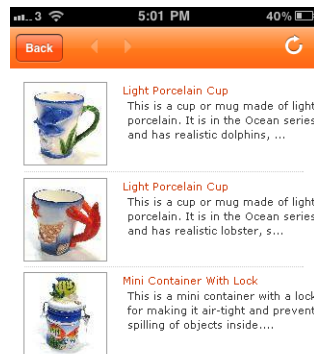 3 5:01 PM 40%
Back
Light Porcelain Cup
This is a cup or mug made of light
porcelain. It is in the Ocean series
and has realistic dolphins, ...
Light Porcelain Cup
This is a cup or mug made of light
porcelain. It is in the Ocean series
and has realistic lobster, s...
Mini Container With Lock
This is a mini container with a lock
for making it air-tight and prevent
spilling of objects inside....